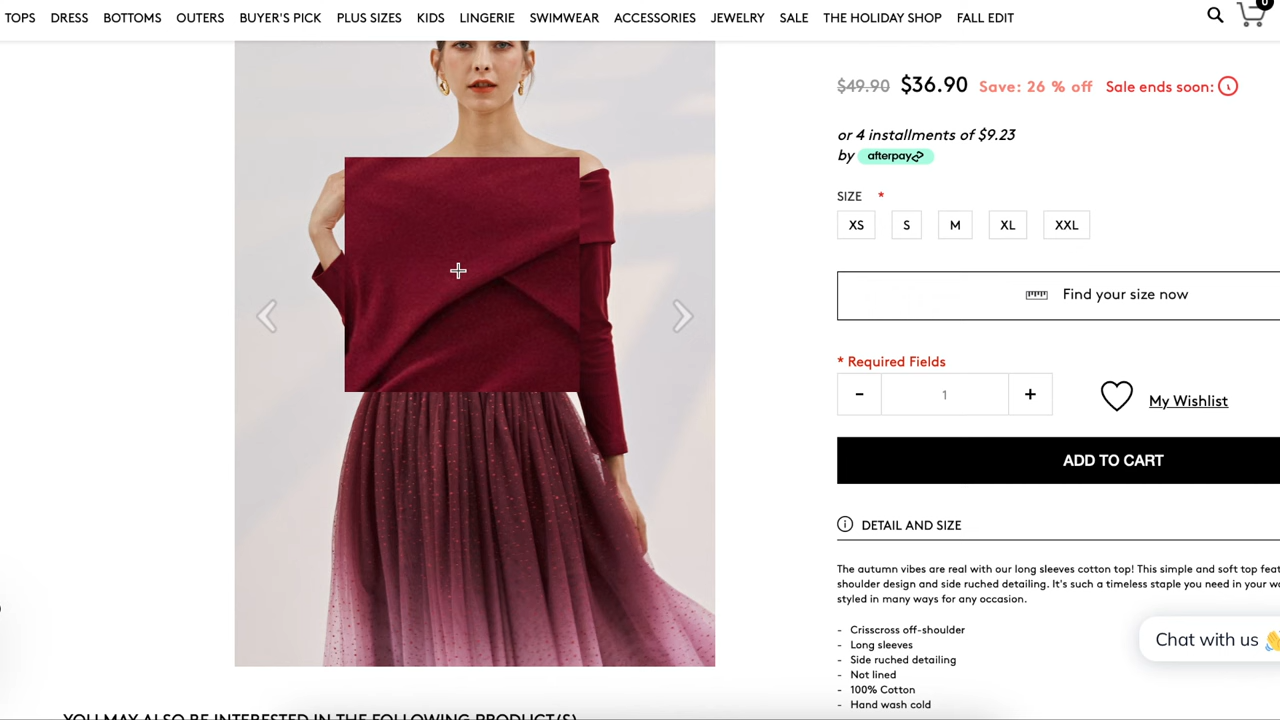 TOPS DRESS BOTTOMS OUTERS BUYER'S PICK PLUS SIZES KIDS LINGERIE SWIMWEAR ACCESSORIES JEWELRY SALE THE HOLIDAY SHOP FALL EDIT
0
$49.90 $36.90 Save: 26 % off Sale ends soon:
or 4 installments of $9.23
by afterpay
SIZE *
XS S M XL XXL
Find your size now
* Required Fields
- 1 + My Wishlist
ADD TO CART
DETAIL AND SIZE
The autumn vibes are real with our long sleeves cotton top! This simple and soft top
shoulder design and side ruched detailing. It's such a timeless staple you need in your
styled in many ways for any occasion.
- Crisscross off-shoulder
- Long sleeves
- Side ruched detailing
- Not lined
- 100% Cotton
- Hand wash cold
Chat with us 👋
YOU MAY ALSO BE INTERESTED IN THE FOLLOWING PRODUCT(S)